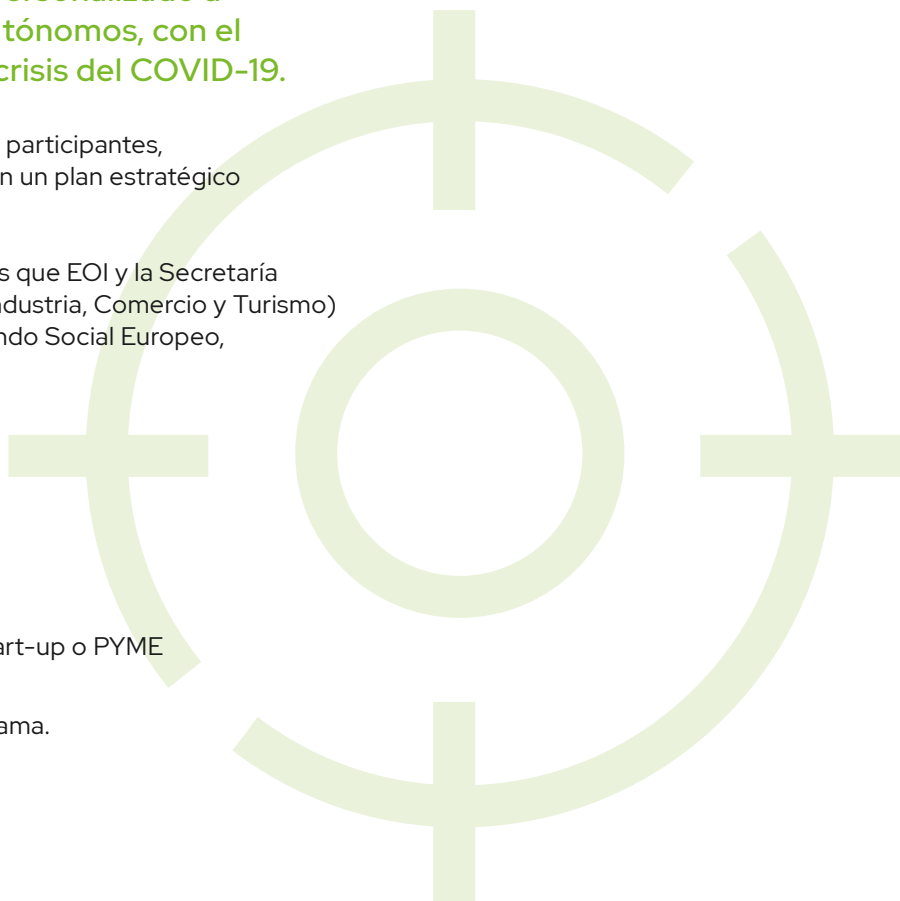 tónomos, con el
crisis del COVID-19.
participantes,
n un plan estratégico
s que EOI y la Secretaría
ndustria, Comercio y Turismo)
ndo Social Europeo,
art-up o PYME
ama.